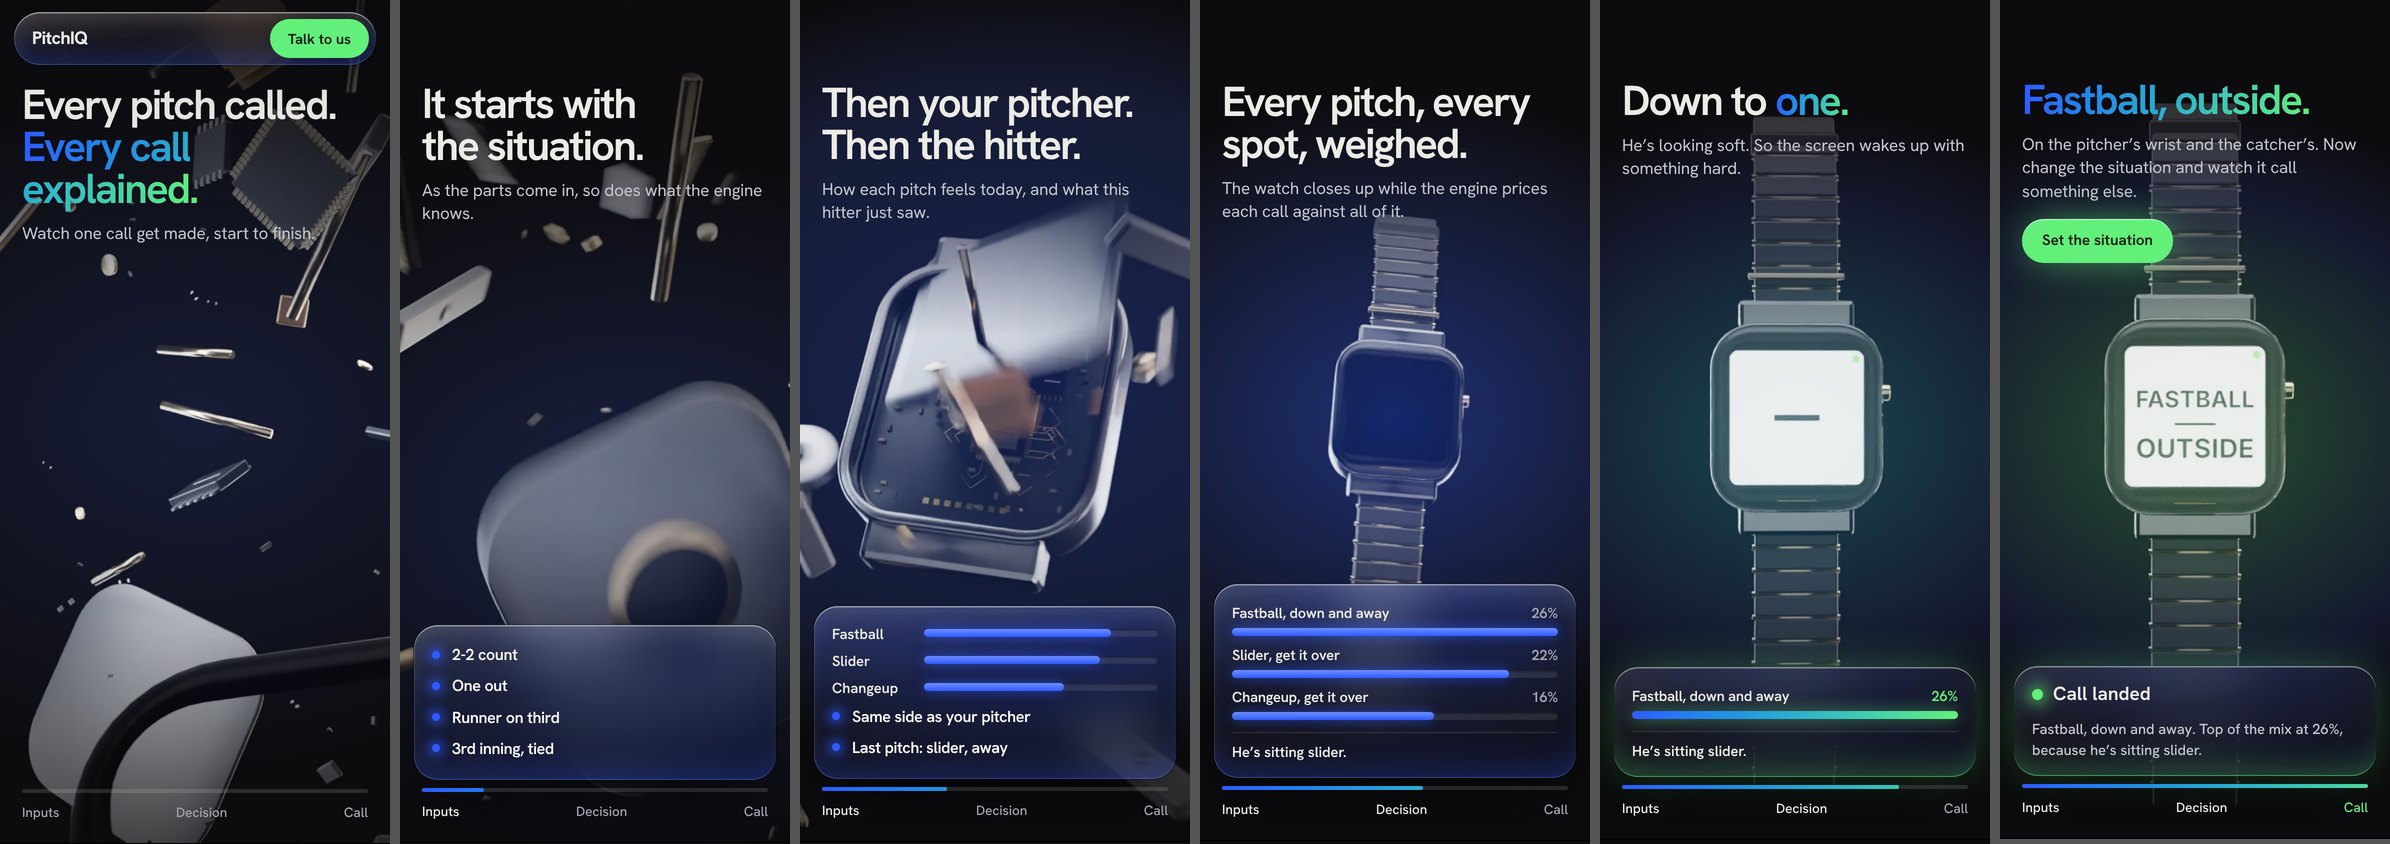 PitchIQ
Talk to us
Every pitch called.
Every call
explained.
Watch one call get made, start to finish.
Inputs
Decision
Call
It starts with
the situation.
As the parts come in, so does what the engine
knows.
2-2 count
One out
Runner on third
3rd inning, tied
Inputs
Decision
Call
Then your pitcher.
Then the hitter.
How each pitch feels today, and what this
hitter just saw.
Fastball
Slider
Changeup
Same side as your pitcher
Last pitch: slider, away
Inputs
Decision
Call
Every pitch, every
spot, weighed.
The watch closes up while the engine prices
each call against all of it.
Fastball, down and away 26%
Slider, get it over 22%
Changeup, get it over 16%
He’s sitting slider.
Inputs
Decision
Call
Down to one.
He’s looking soft. So the screen wakes up with
something hard.
Fastball, down and away 26%
He’s sitting slider.
Inputs
Decision
Call
Fastball, outside.
On the pitcher’s wrist and the catcher’s. Now
change the situation and watch it call
something else.
Set the situation
FASTBALL
OUTSIDE
Call landed
Fastball, down and away. Top of the mix at 26%,
because he’s sitting slider.
Inputs
Decision
Call